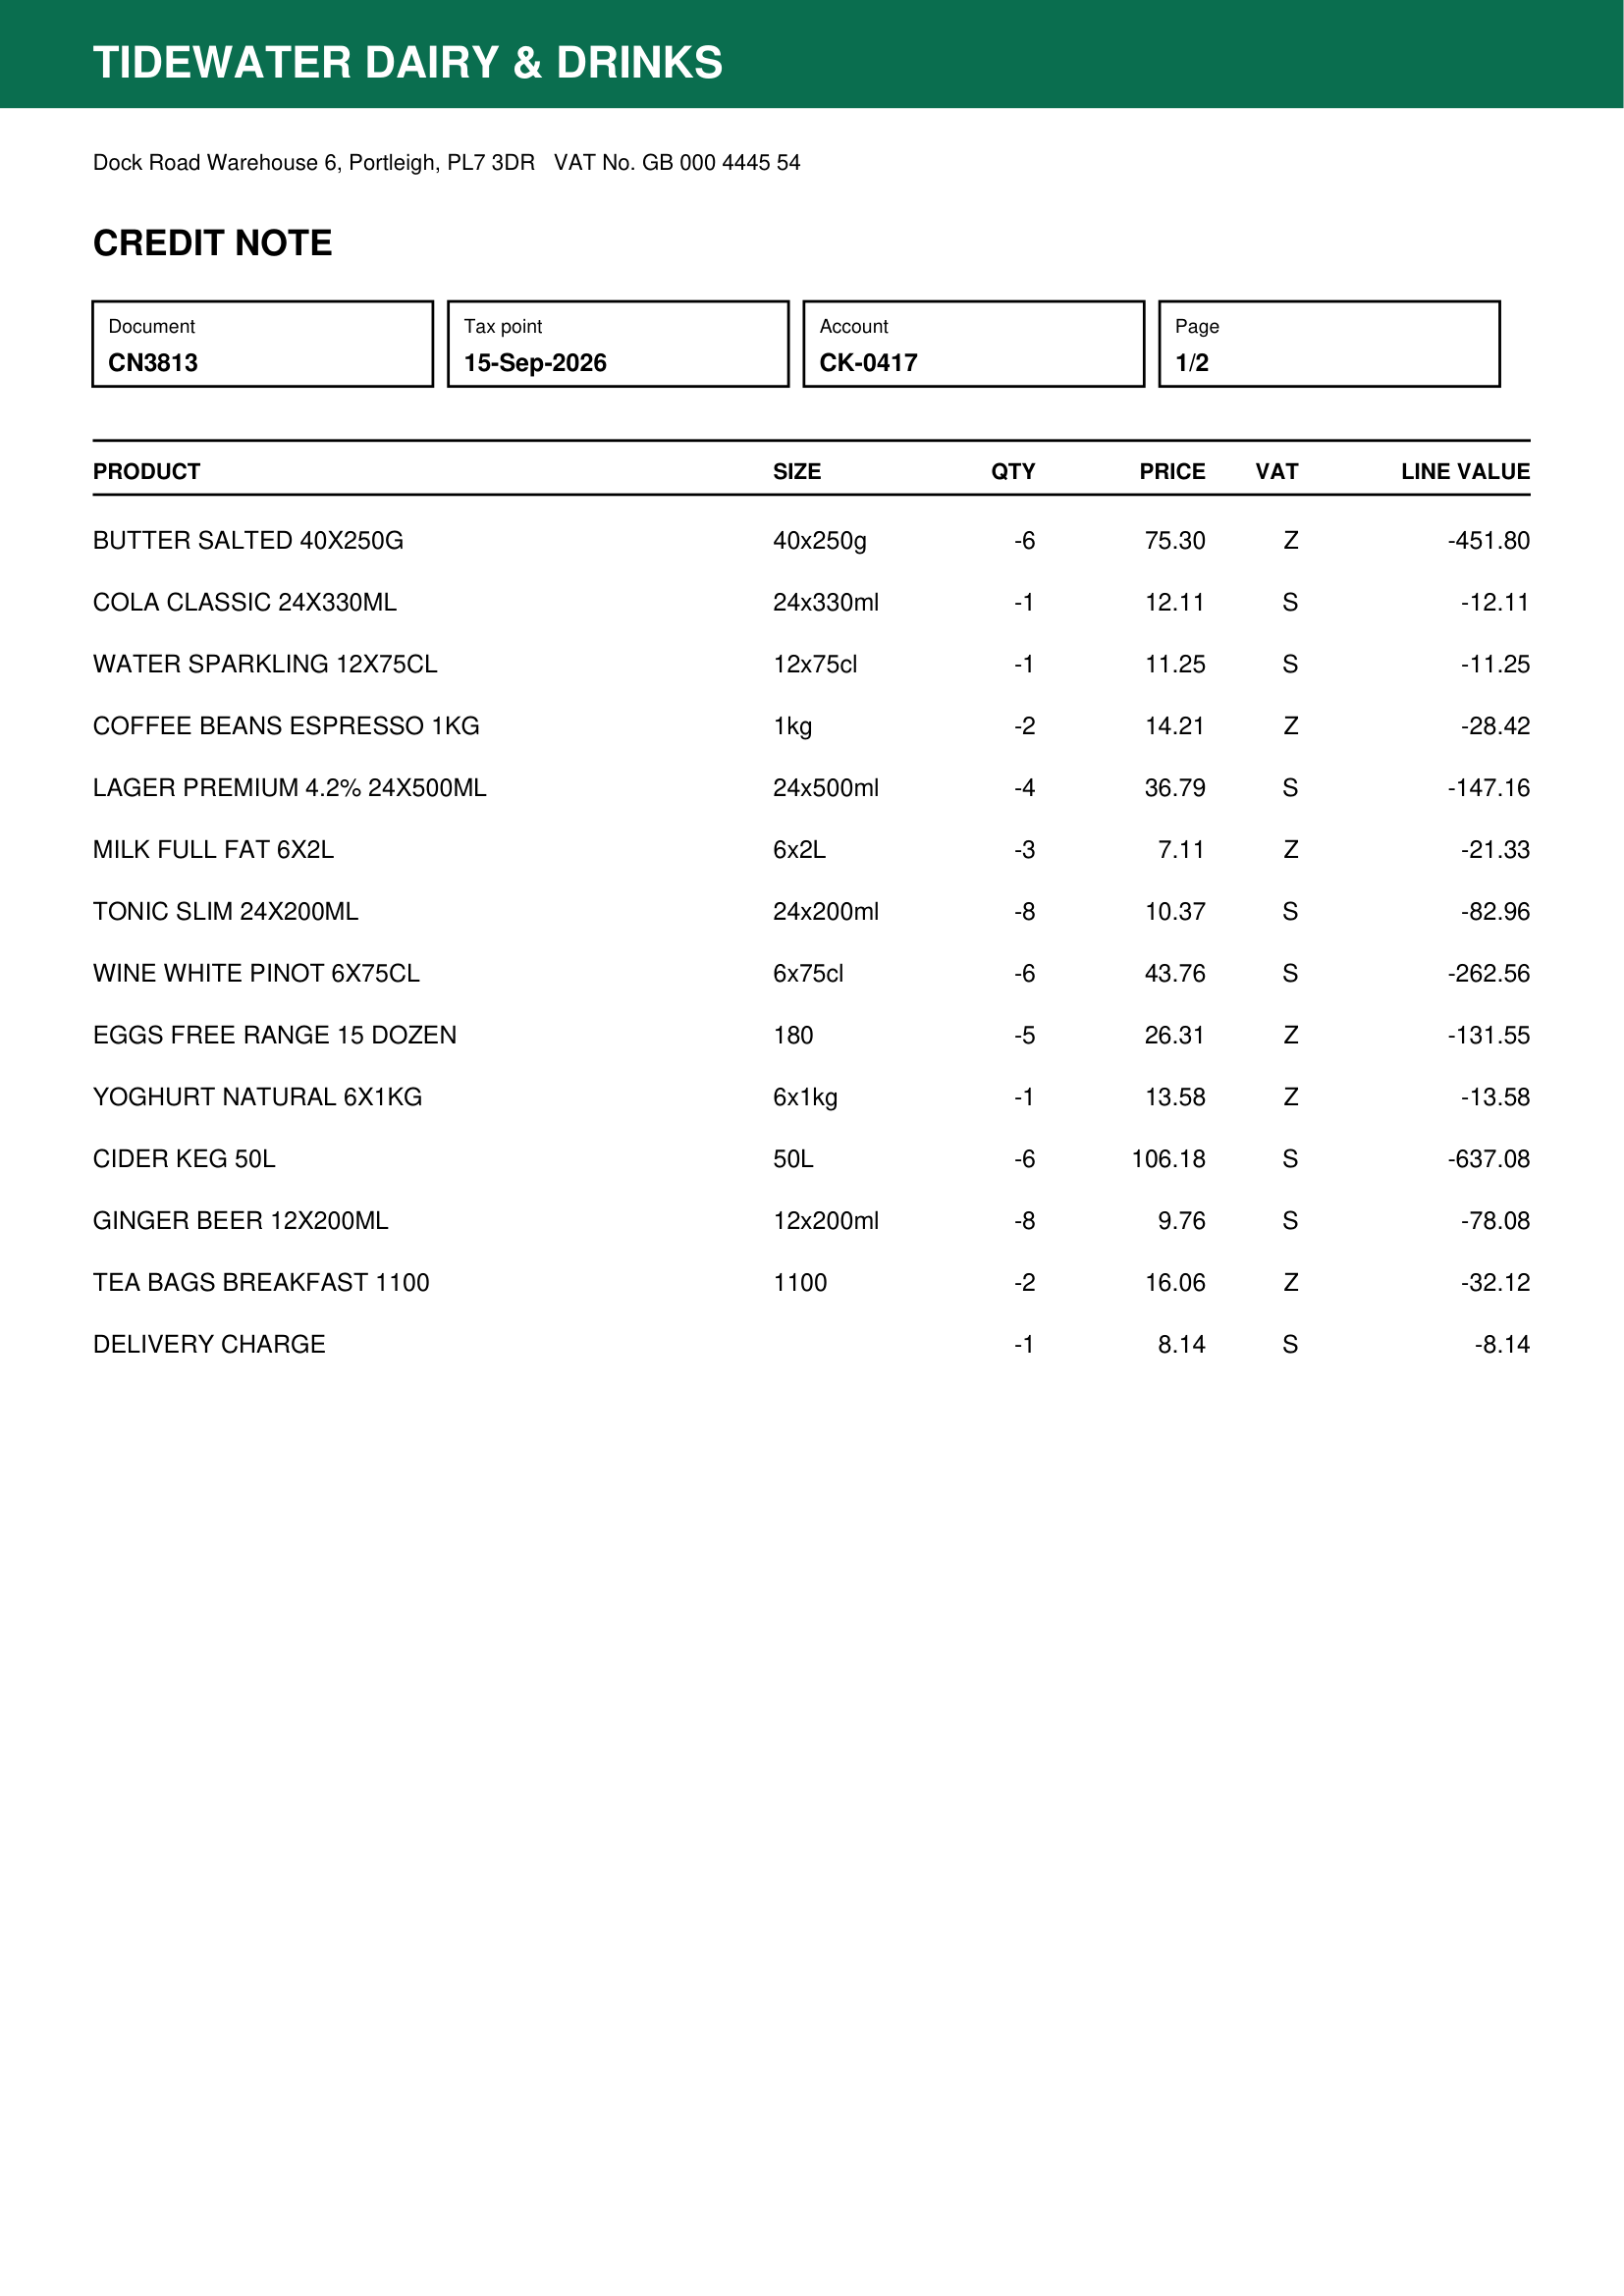 TIDEWATER DAIRY & DRINKS
Dock Road Warehouse 6, Portleigh, PL7 3DR VAT No. GB 000 4445 54
CREDIT NOTE
Document Tax point Account Page
CN3813 15-Sep-2026 CK-0417 1/2
PRODUCT SIZE QTY PRICE VAT LINE VALUE
BUTTER SALTED 40X250G 40x250g -6 75.30 Z -451.80
COLA CLASSIC 24X330ML 24x330ml -1 12.11 S -12.11
WATER SPARKLING 12X75CL 12x75cl -1 11.25 S -11.25
COFFEE BEANS ESPRESSO 1KG 1kg -2 14.21 Z -28.42
LAGER PREMIUM 4.2% 24X500ML 24x500ml -4 36.79 S -147.16
MILK FULL FAT 6X2L 6x2L -3 7.11 Z -21.33
TONIC SLIM 24X200ML 24x200ml -8 10.37 S -82.96
WINE WHITE PINOT 6X75CL 6x75cl -6 43.76 S -262.56
EGGS FREE RANGE 15 DOZEN 180 -5 26.31 Z -131.55
YOGHURT NATURAL 6X1KG 6x1kg -1 13.58 Z -13.58
CIDER KEG 50L 50L -6 106.18 S -637.08
GINGER BEER 12X200ML 12x200ml -8 9.76 S -78.08
TEA BAGS BREAKFAST 1100 1100 -2 16.06 Z -32.12
DELIVERY CHARGE -1 8.14 S -8.14